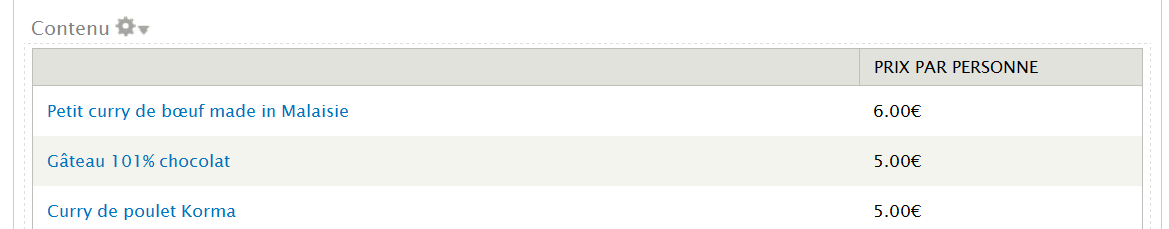 Contenu
PRIX PAR PERSONNE
Petit curry de bœuf made in Malaisie 6.00€
Gâteau 101% chocolat 5.00€
Curry de poulet Korma 5.00€